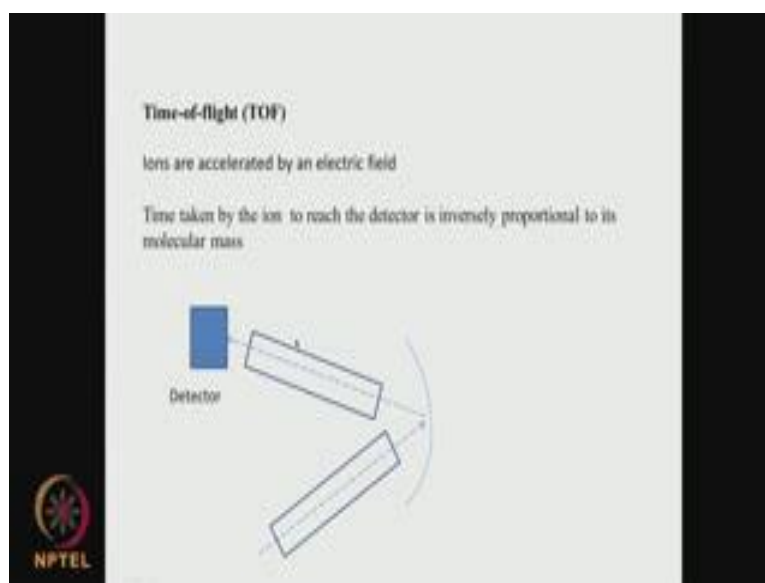 Time-of-flight (TOF)
Ions are accelerated by an electric field
Time taken by the ion to reach the detector is inversely proportional to its
molecular mass
Detector
NPTEL